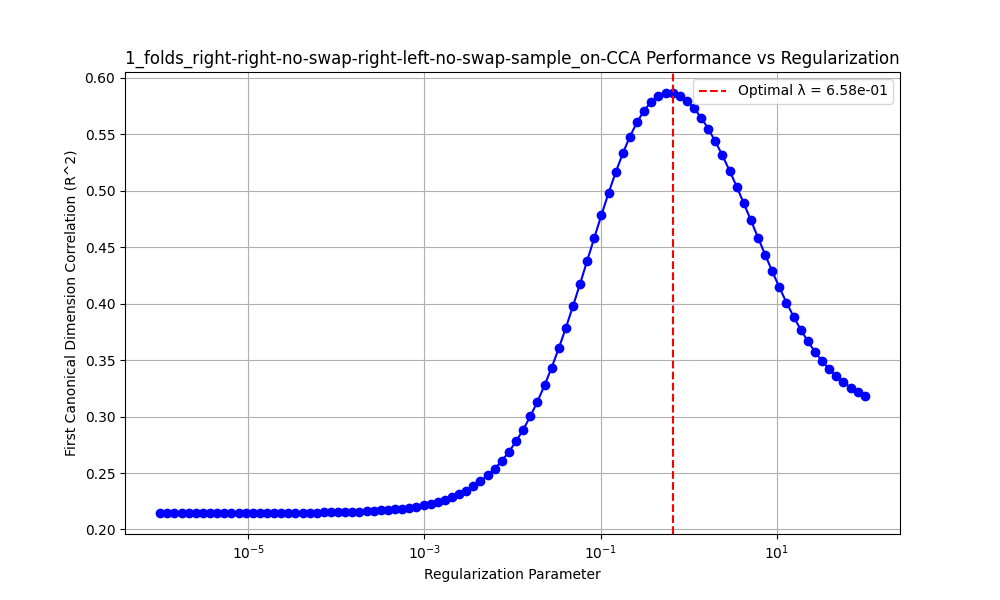 1_folds_right-right-no-swap-right-left-no-swap-sample_on-CCA Performance vs Regularization
Optimal λ = 6.58e-01
First Canonical Dimension Correlation (R^2)
0.60
0.55
0.50
0.45
0.40
0.35
0.30
0.25
0.20
10⁻⁵ 10⁻³ 10⁻¹ 10¹
Regularization Parameter